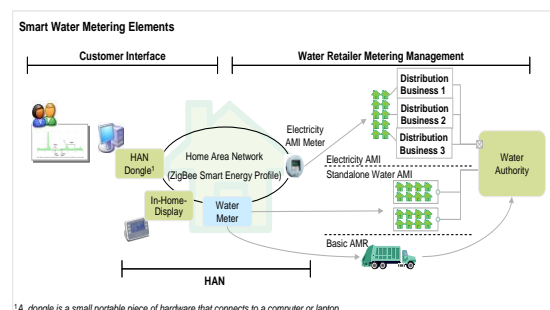 Smart Water Metering Elements
Customer Interface
Water Retailer Metering Management
Distribution
Business 1
Distribution
Business 2
Distribution
Business 3
Electricity
AMI Meter
HAN
Dongle1
Home Area Network
(ZigBee Smart Energy Profile)
Electricity AMI
Standalone Water AMI
Water
Authority
In-Home-
Display
Water
Meter
Basic AMR
HAN
1A dongle is a small portable piece of hardware that connects to a computer or laptop